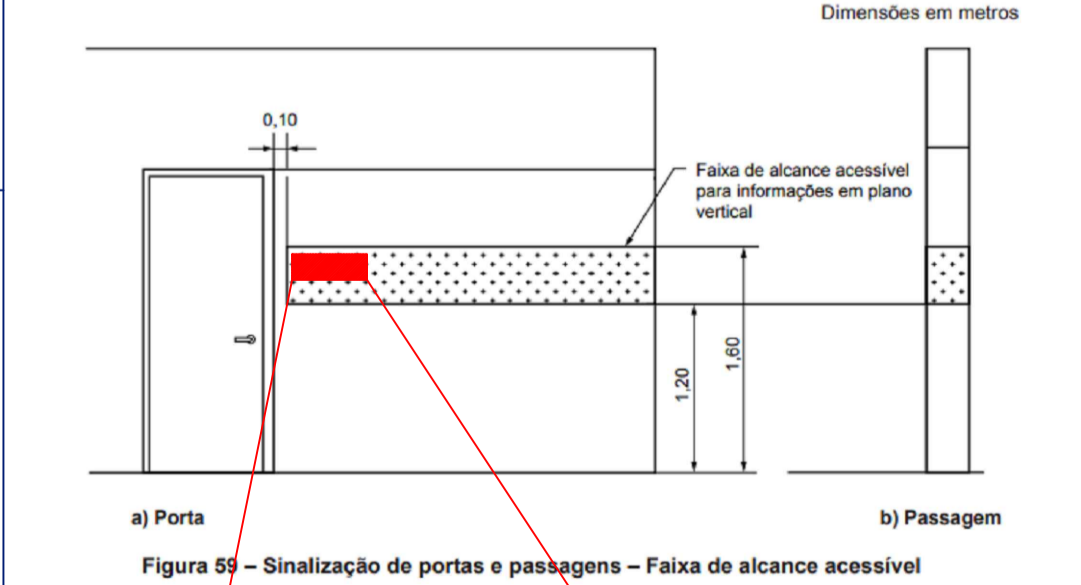 Dimensões em metros
0,10
Faixa de alcance acessível
para informações em plano
vertical
1,20
1,60
a) Porta
b) Passagem
Figura 59 – Sinalização de portas e passagens – Faixa de alcance acessível